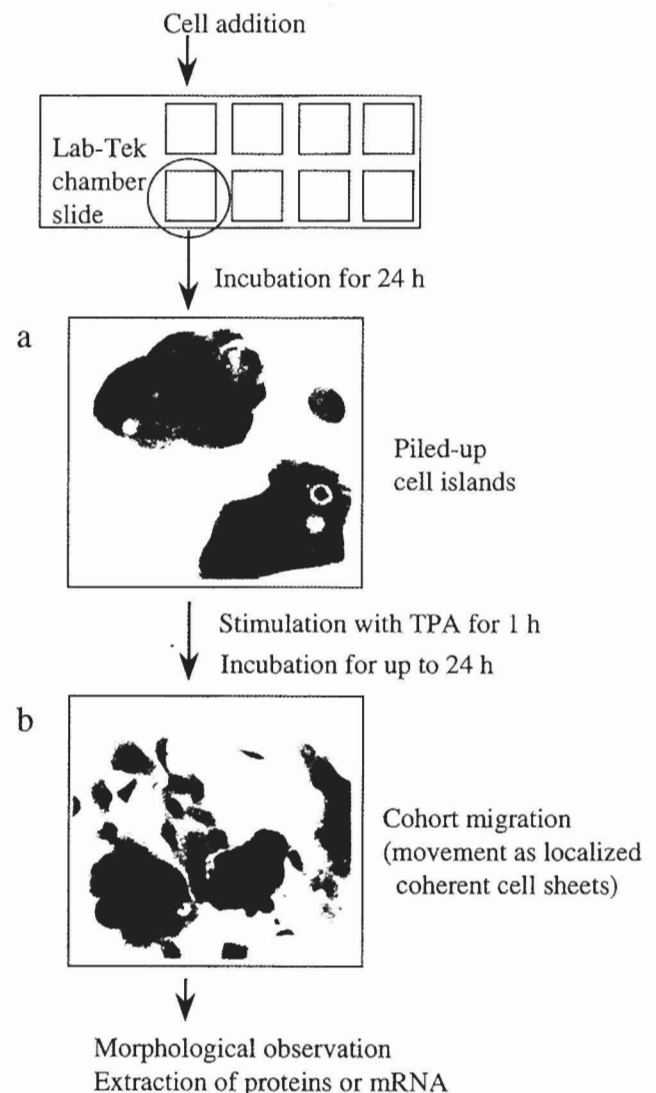 Cell addition
Lab-Tek
chamber
slide
Incubation for 24 h
a
Piled-up
cell islands
Stimulation with TPA for 1 h
Incubation for up to 24 h
b
Cohort migration
(movement as localized
coherent cell sheets)
Morphological observation
Extraction of proteins or mRNA